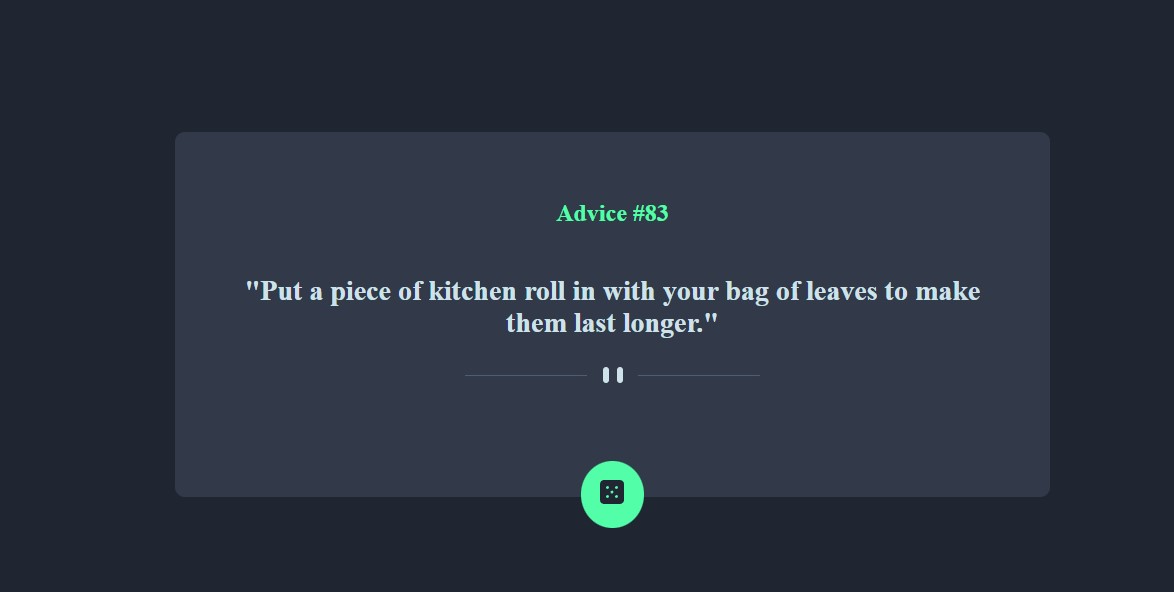 Advice #83
"Put a piece of kitchen roll in with your bag of leaves to make
them last longer."